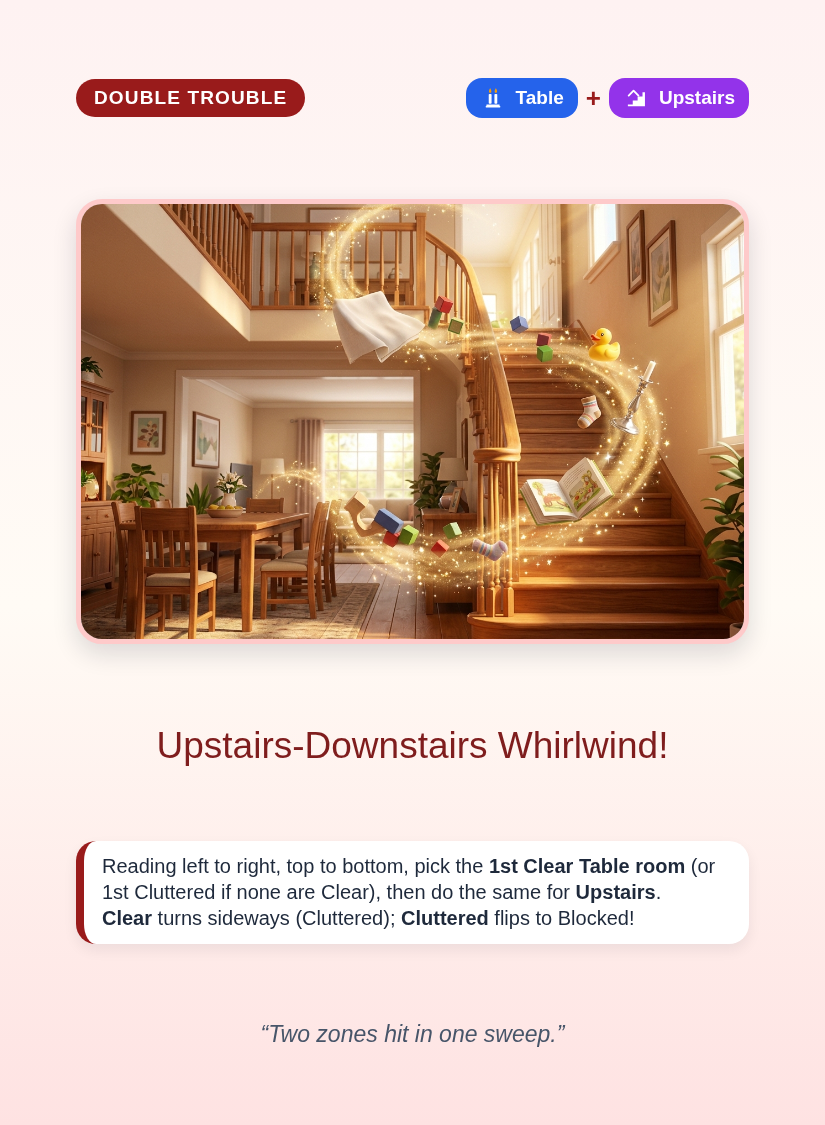 DOUBLE TROUBLE
Table + Upstairs
Upstairs-Downstairs Whirlwind!
Reading left to right, top to bottom, pick the 1st Clear Table room (or
1st Cluttered if none are Clear), then do the same for Upstairs.
Clear turns sideways (Cluttered); Cluttered flips to Blocked!
“Two zones hit in one sweep.”